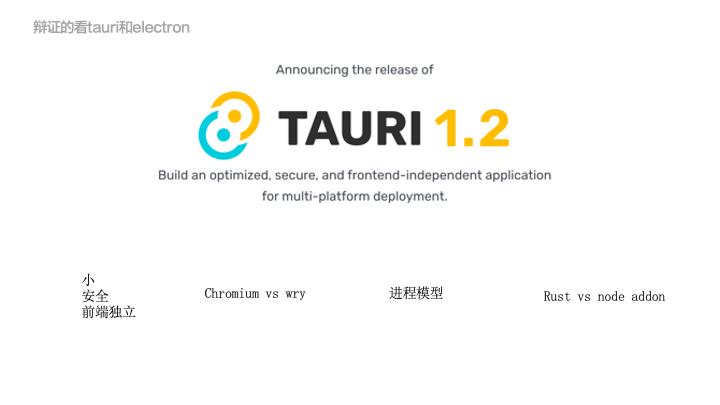 辩证的看tauri和electron
Announcing the release of
TAURI 1.2
Build an optimized, secure, and frontend-independent application
for multi-platform deployment.
小
安全
前端独立
Chromium vs wry
进程模型
Rust vs node addon